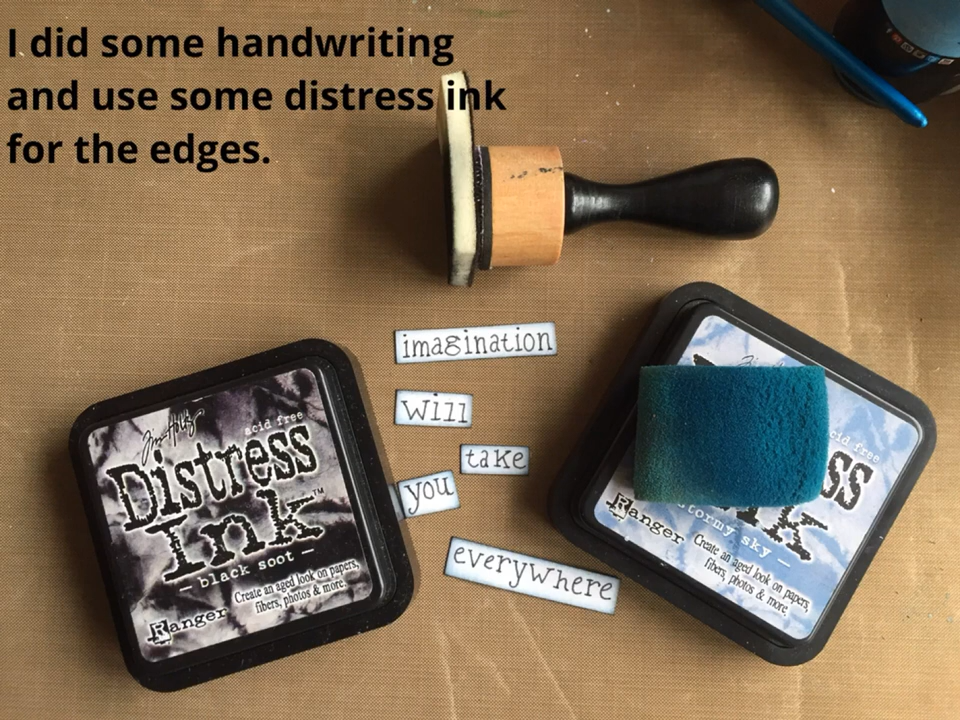 I did some handwriting
and use some distress ink
for the edges.
imagination
will
take
you
everywhere
Tim Holtz
acid free
Distress
Ink™
– black soot –
Create an aged look on papers,
fibers, photos & more.
Ranger
acid free
stormy sky –
Ranger
Create an aged look on papers,
fibers, photos & more